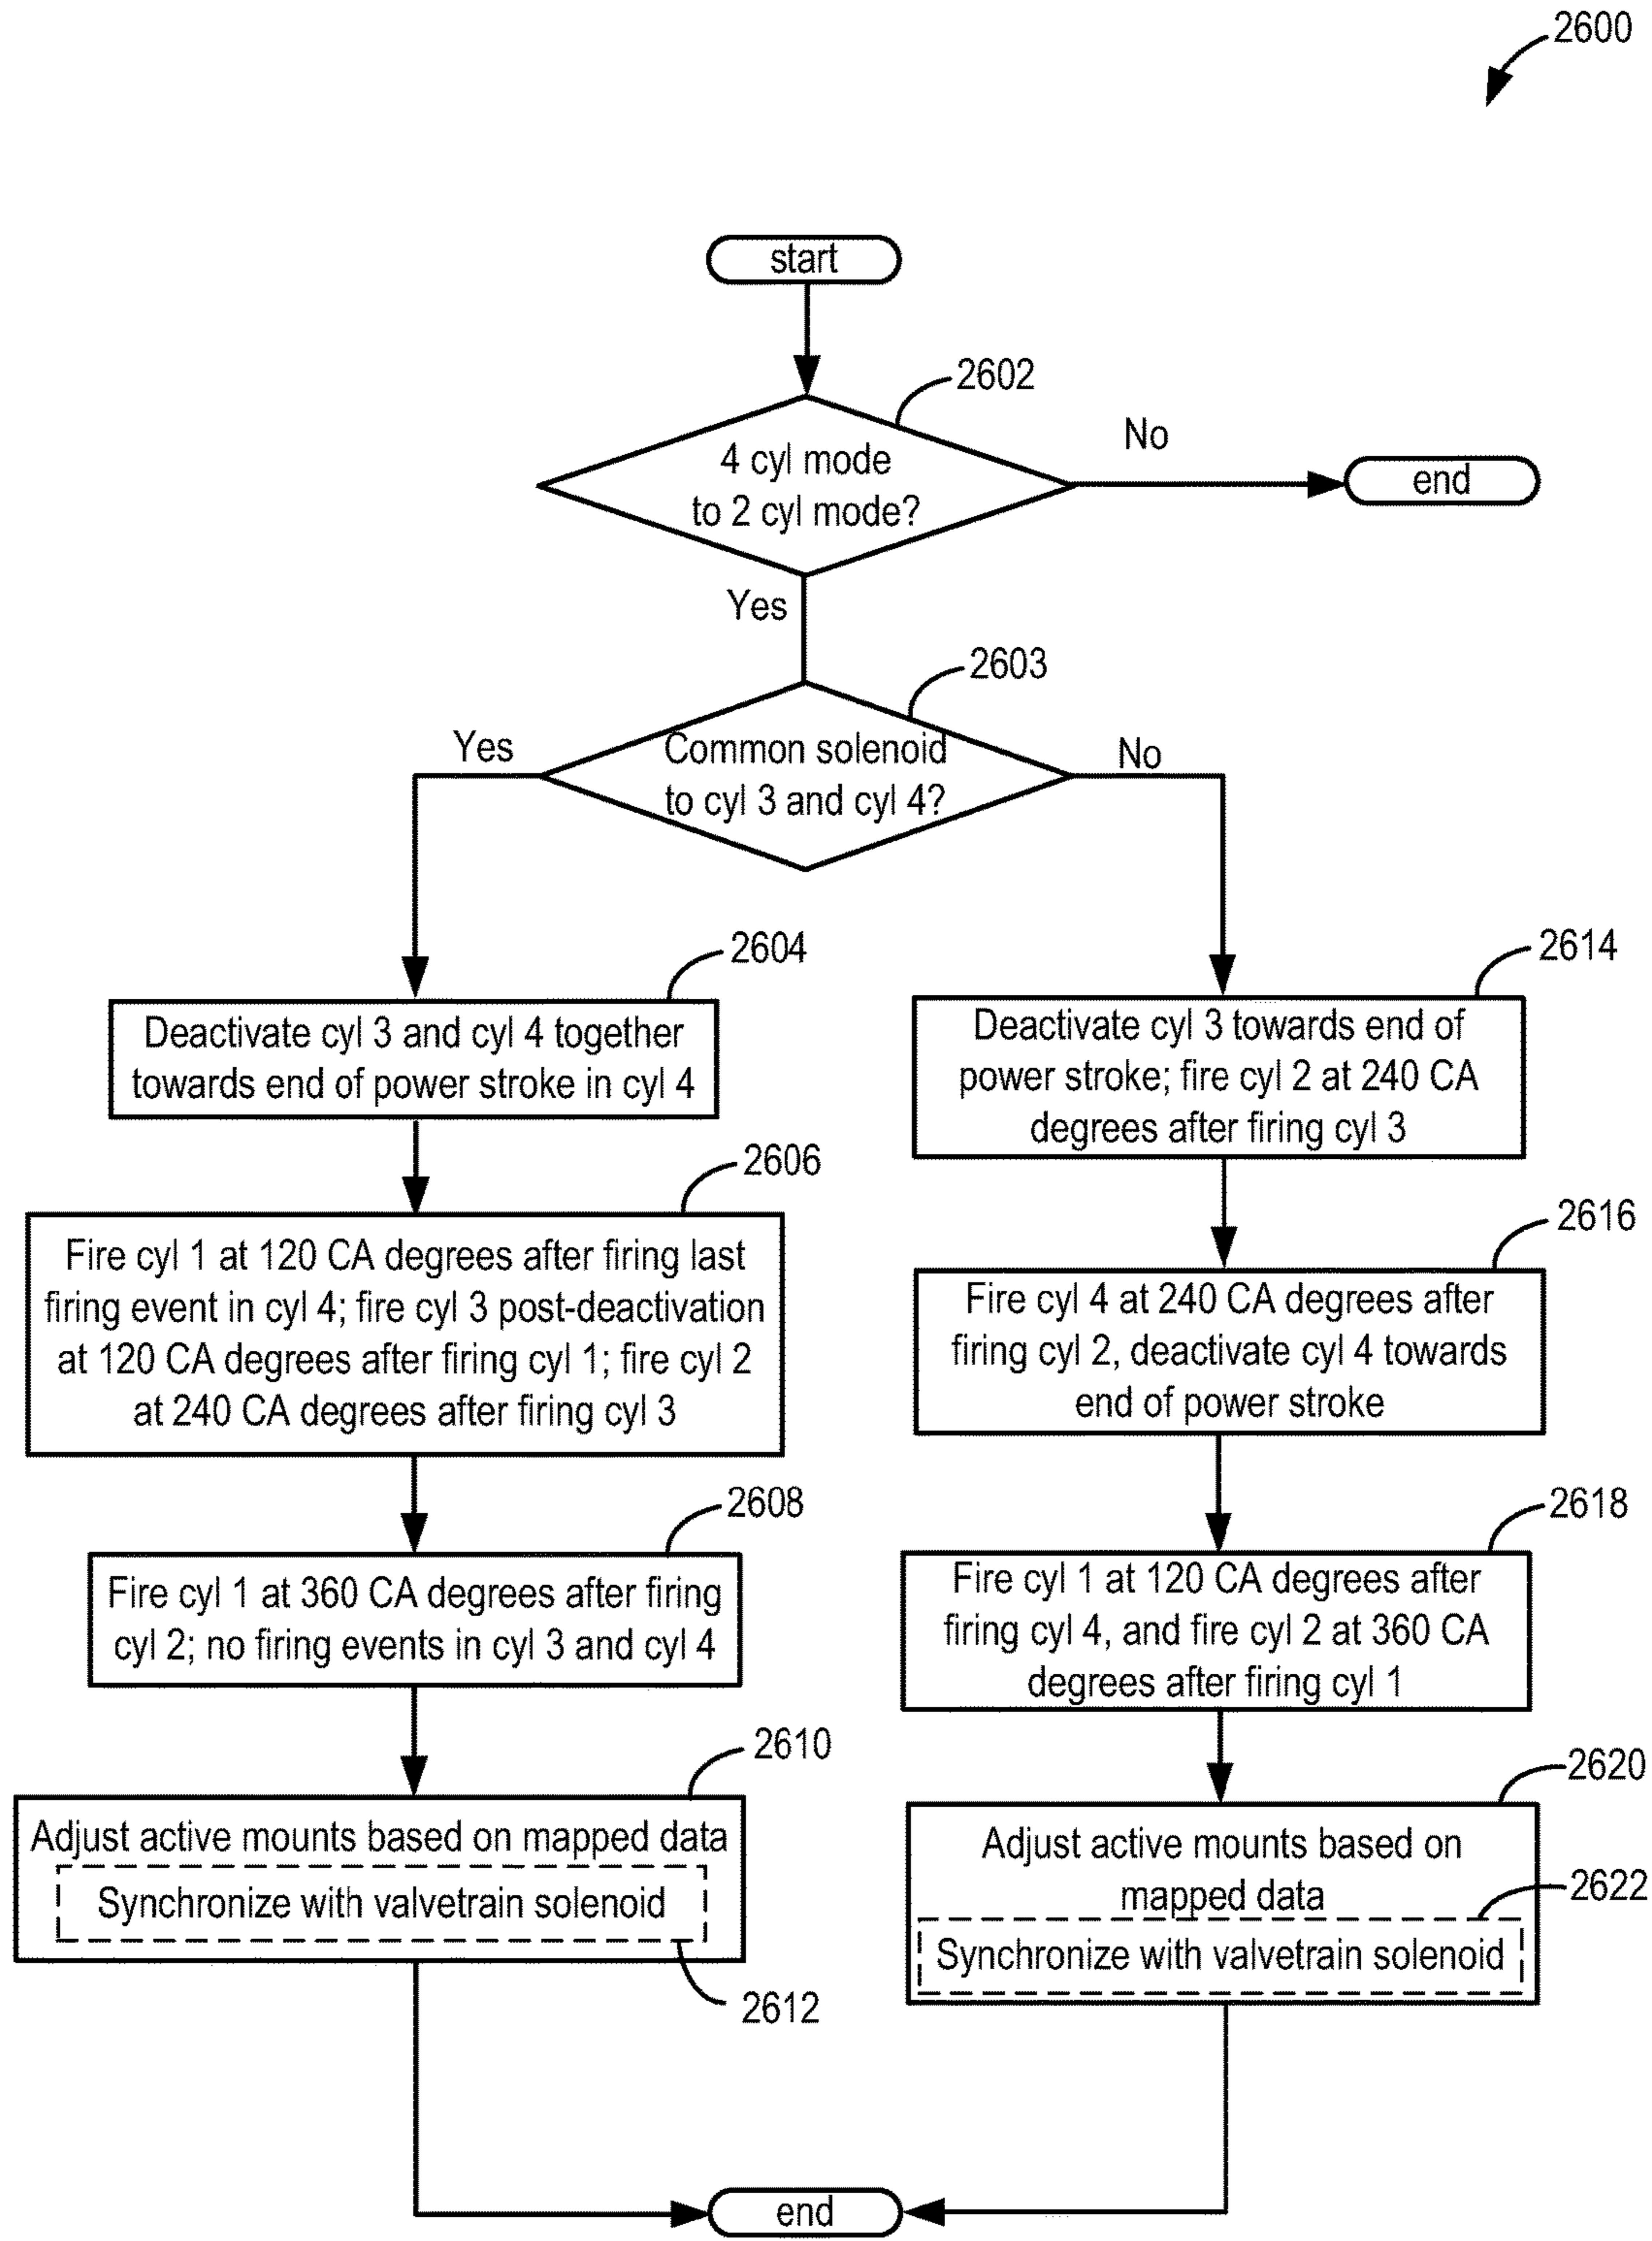 2600
start
2602
4 cyl mode
to 2 cyl mode?
No
end
Yes
2603
Common solenoid
to cyl 3 and cyl 4?
Yes
No
2604
Deactivate cyl 3 and cyl 4 together
towards end of power stroke in cyl 4
2606
Fire cyl 1 at 120 CA degrees after firing last
firing event in cyl 4; fire cyl 3 post-deactivation
at 120 CA degrees after firing cyl 1; fire cyl 2
at 240 CA degrees after firing cyl 3
2608
Fire cyl 1 at 360 CA degrees after firing
cyl 2; no firing events in cyl 3 and cyl 4
2610
Adjust active mounts based on mapped data
Synchronize with valvetrain solenoid
2612
2614
Deactivate cyl 3 towards end of
power stroke; fire cyl 2 at 240 CA
degrees after firing cyl 3
2616
Fire cyl 4 at 240 CA degrees after
firing cyl 2, deactivate cyl 4 towards
end of power stroke
2618
Fire cyl 1 at 120 CA degrees after
firing cyl 4, and fire cyl 2 at 360 CA
degrees after firing cyl 1
2620
Adjust active mounts based on
mapped data
2622
Synchronize with valvetrain solenoid
end